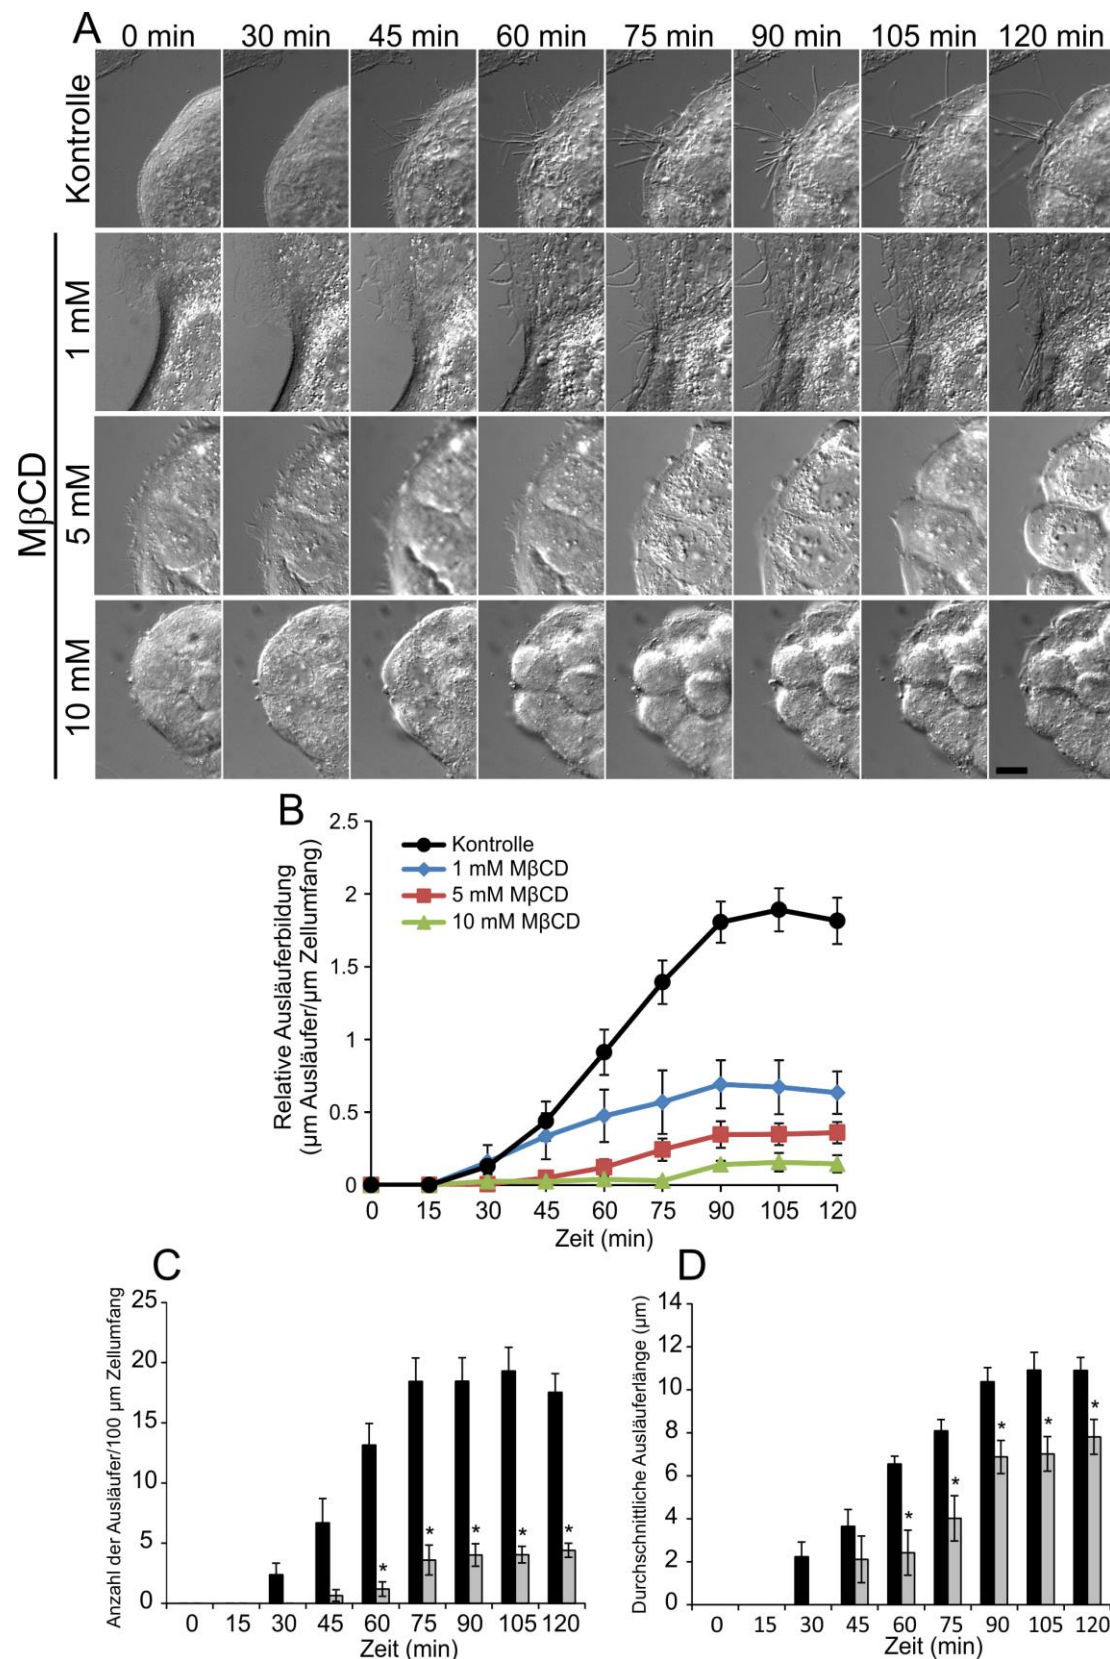 A
0 min 30 min 45 min 60 min 75 min 90 min 105 min 120 min
Kontrolle
MβCD
1 mM
5 mM
10 mM
B
Relative Ausläuferbildung
(µm Ausläufer/µm Zellumfang)
2.5
2
1.5
1
0.5
0
Kontrolle
1 mM MβCD
5 mM MβCD
10 mM MβCD
0 15 30 45 60 75 90 105 120
Zeit (min)
C
Anzahl der Ausläufer/100 µm Zellumfang
25
20
15
10
5
0
* * * * *
0 15 30 45 60 75 90 105 120
Zeit (min)
D
Durchschnittliche Ausläuferlänge (µm)
14
12
10
8
6
4
2
0
* * * * *
0 15 30 45 60 75 90 105 120
Zeit (min)